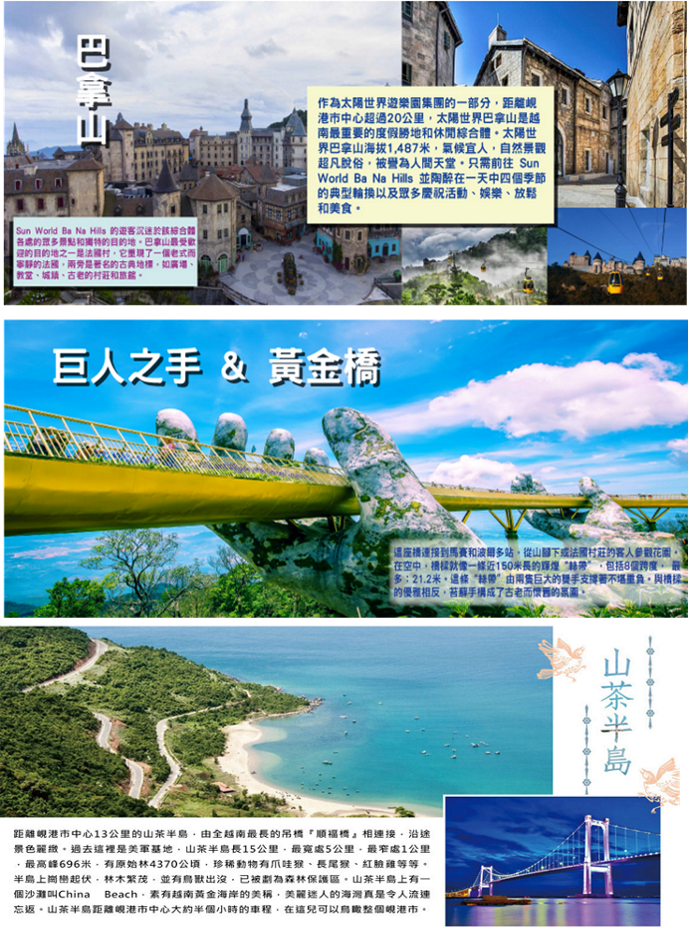 巴拿山
作為太陽世界遊樂園集團的一部分，距離峴
港市中心超過20公里，太陽世界巴拿山是越
南最重要的度假勝地和休閒綜合體。太陽世
界巴拿山海拔1,487米，氣候宜人，自然景觀
超凡脫俗，被譽為人間天堂。只需前往 Sun
World Ba Na Hills 並陶醉在一天中四個季節
的典型輪換以及眾多慶祝活動、娛樂、放鬆
和美食。
Sun World Ba Na Hills 的遊客沉迷於該綜合體
各處的眾多景點和獨特的目的地。巴拿山最受歡
迎的目的地之一是法國村，它重現了一個老式而
寧靜的法國，兩旁是著名的古典地標，如廣場、
教堂、城鎮、古老的村莊和旅館。
巨人之手 & 黃金橋
這座橋連接到馬賽和波爾多站，從山腳下或法國村莊的客人參觀花園。
在空中，橋樑就像一條近150米長的輝煌“絲帶”，包括8個跨度， 最
多：21.2米。這條“絲帶”由兩隻巨大的雙手支撐著不堪重負。與橋樑
的優雅相反，苔蘚手構成了古老而懷舊的氛圍。
山茶半島
距離峴港市中心13公里的山茶半島，由全越南最長的吊橋『順福橋』相連接，沿途
景色麗緻。過去這裡是美軍基地，山茶半島長15公里，最寬處5公里，最窄處1公里
，最高峰696米，有原始林4370公頃，珍稀動物有爪哇猴、長尾猴、紅臉雞等等。
半島上崗巒起伏，林木繁茂，並有鳥獸出沒，已被劃為森林保護區。山茶半島上有一
個沙灘叫China Beach，素有越南黃金海岸的美稱，美麗迷人的海灣真是令人流連
忘返。山茶半島距離峴港市中心大約半個小時的車程，在這兒可以鳥瞰整個峴港市。